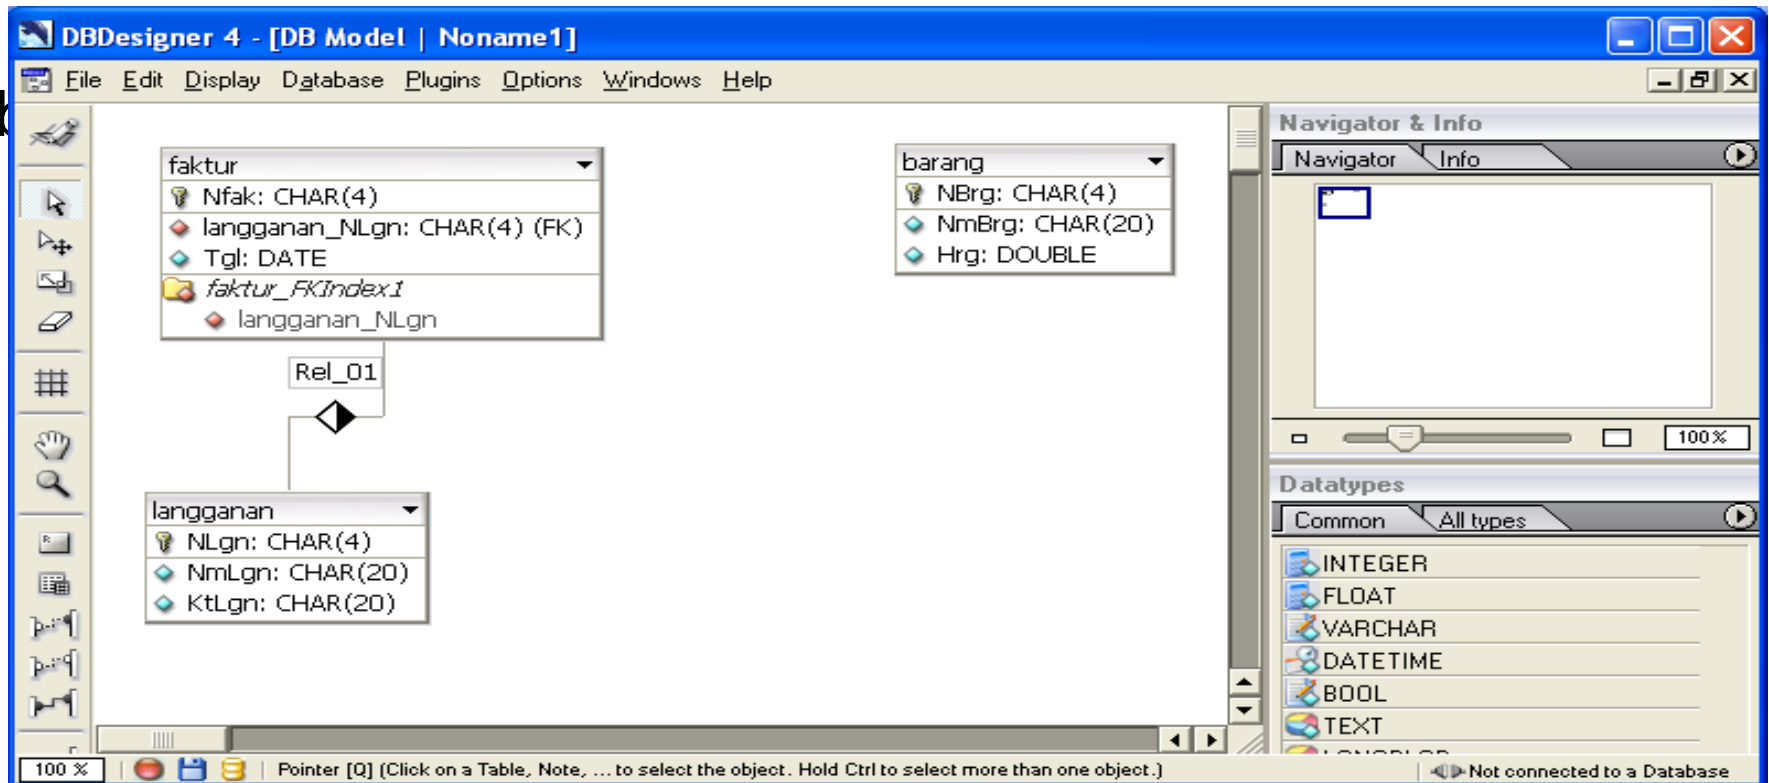 DBDesigner 4 - [DB Model | Noname1]
File Edit Display Database Plugins Options Windows Help
faktur
Nfak: CHAR(4)
langganan_NLgn: CHAR(4) (FK)
Tgl: DATE
faktur_FKIndex1
langganan_NLgn
Rel_01
langganan
NLgn: CHAR(4)
NmLgn: CHAR(20)
KtLgn: CHAR(20)
barang
NBrg: CHAR(4)
NmBrg: CHAR(20)
Hrg: DOUBLE
Navigator & Info
Navigator Info
100%
Datatypes
Common All types
INTEGER
FLOAT
VARCHAR
DATETIME
BOOL
TEXT
100 % Pointer [Q] (Click on a Table, Note, ... to select the object. Hold Ctrl to select more than one object.) Not connected to a Database